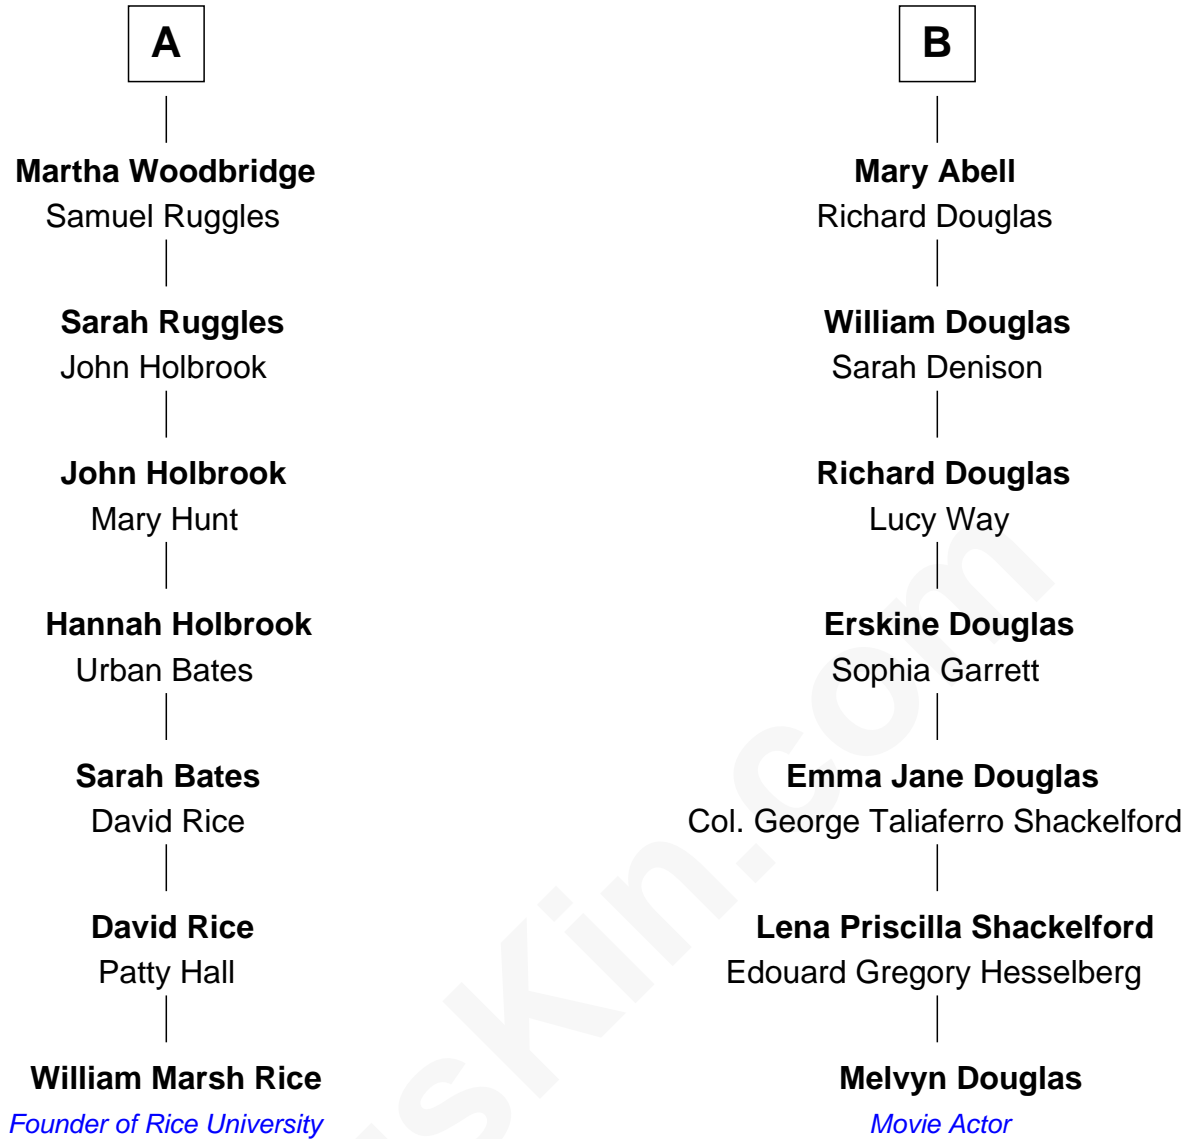 A
Martha Woodbridge
Samuel Ruggles
Sarah Ruggles
John Holbrook
John Holbrook
Mary Hunt
Hannah Holbrook
Urban Bates
Sarah Bates
David Rice
David Rice
Patty Hall
William Marsh Rice
Founder of Rice University
B
Mary Abell
Richard Douglas
William Douglas
Sarah Denison
Richard Douglas
Lucy Way
Erskine Douglas
Sophia Garrett
Emma Jane Douglas
Col. George Taliaferro Shackelford
Lena Priscilla Shackelford
Edouard Gregory Hesselberg
Melvyn Douglas
Movie Actor